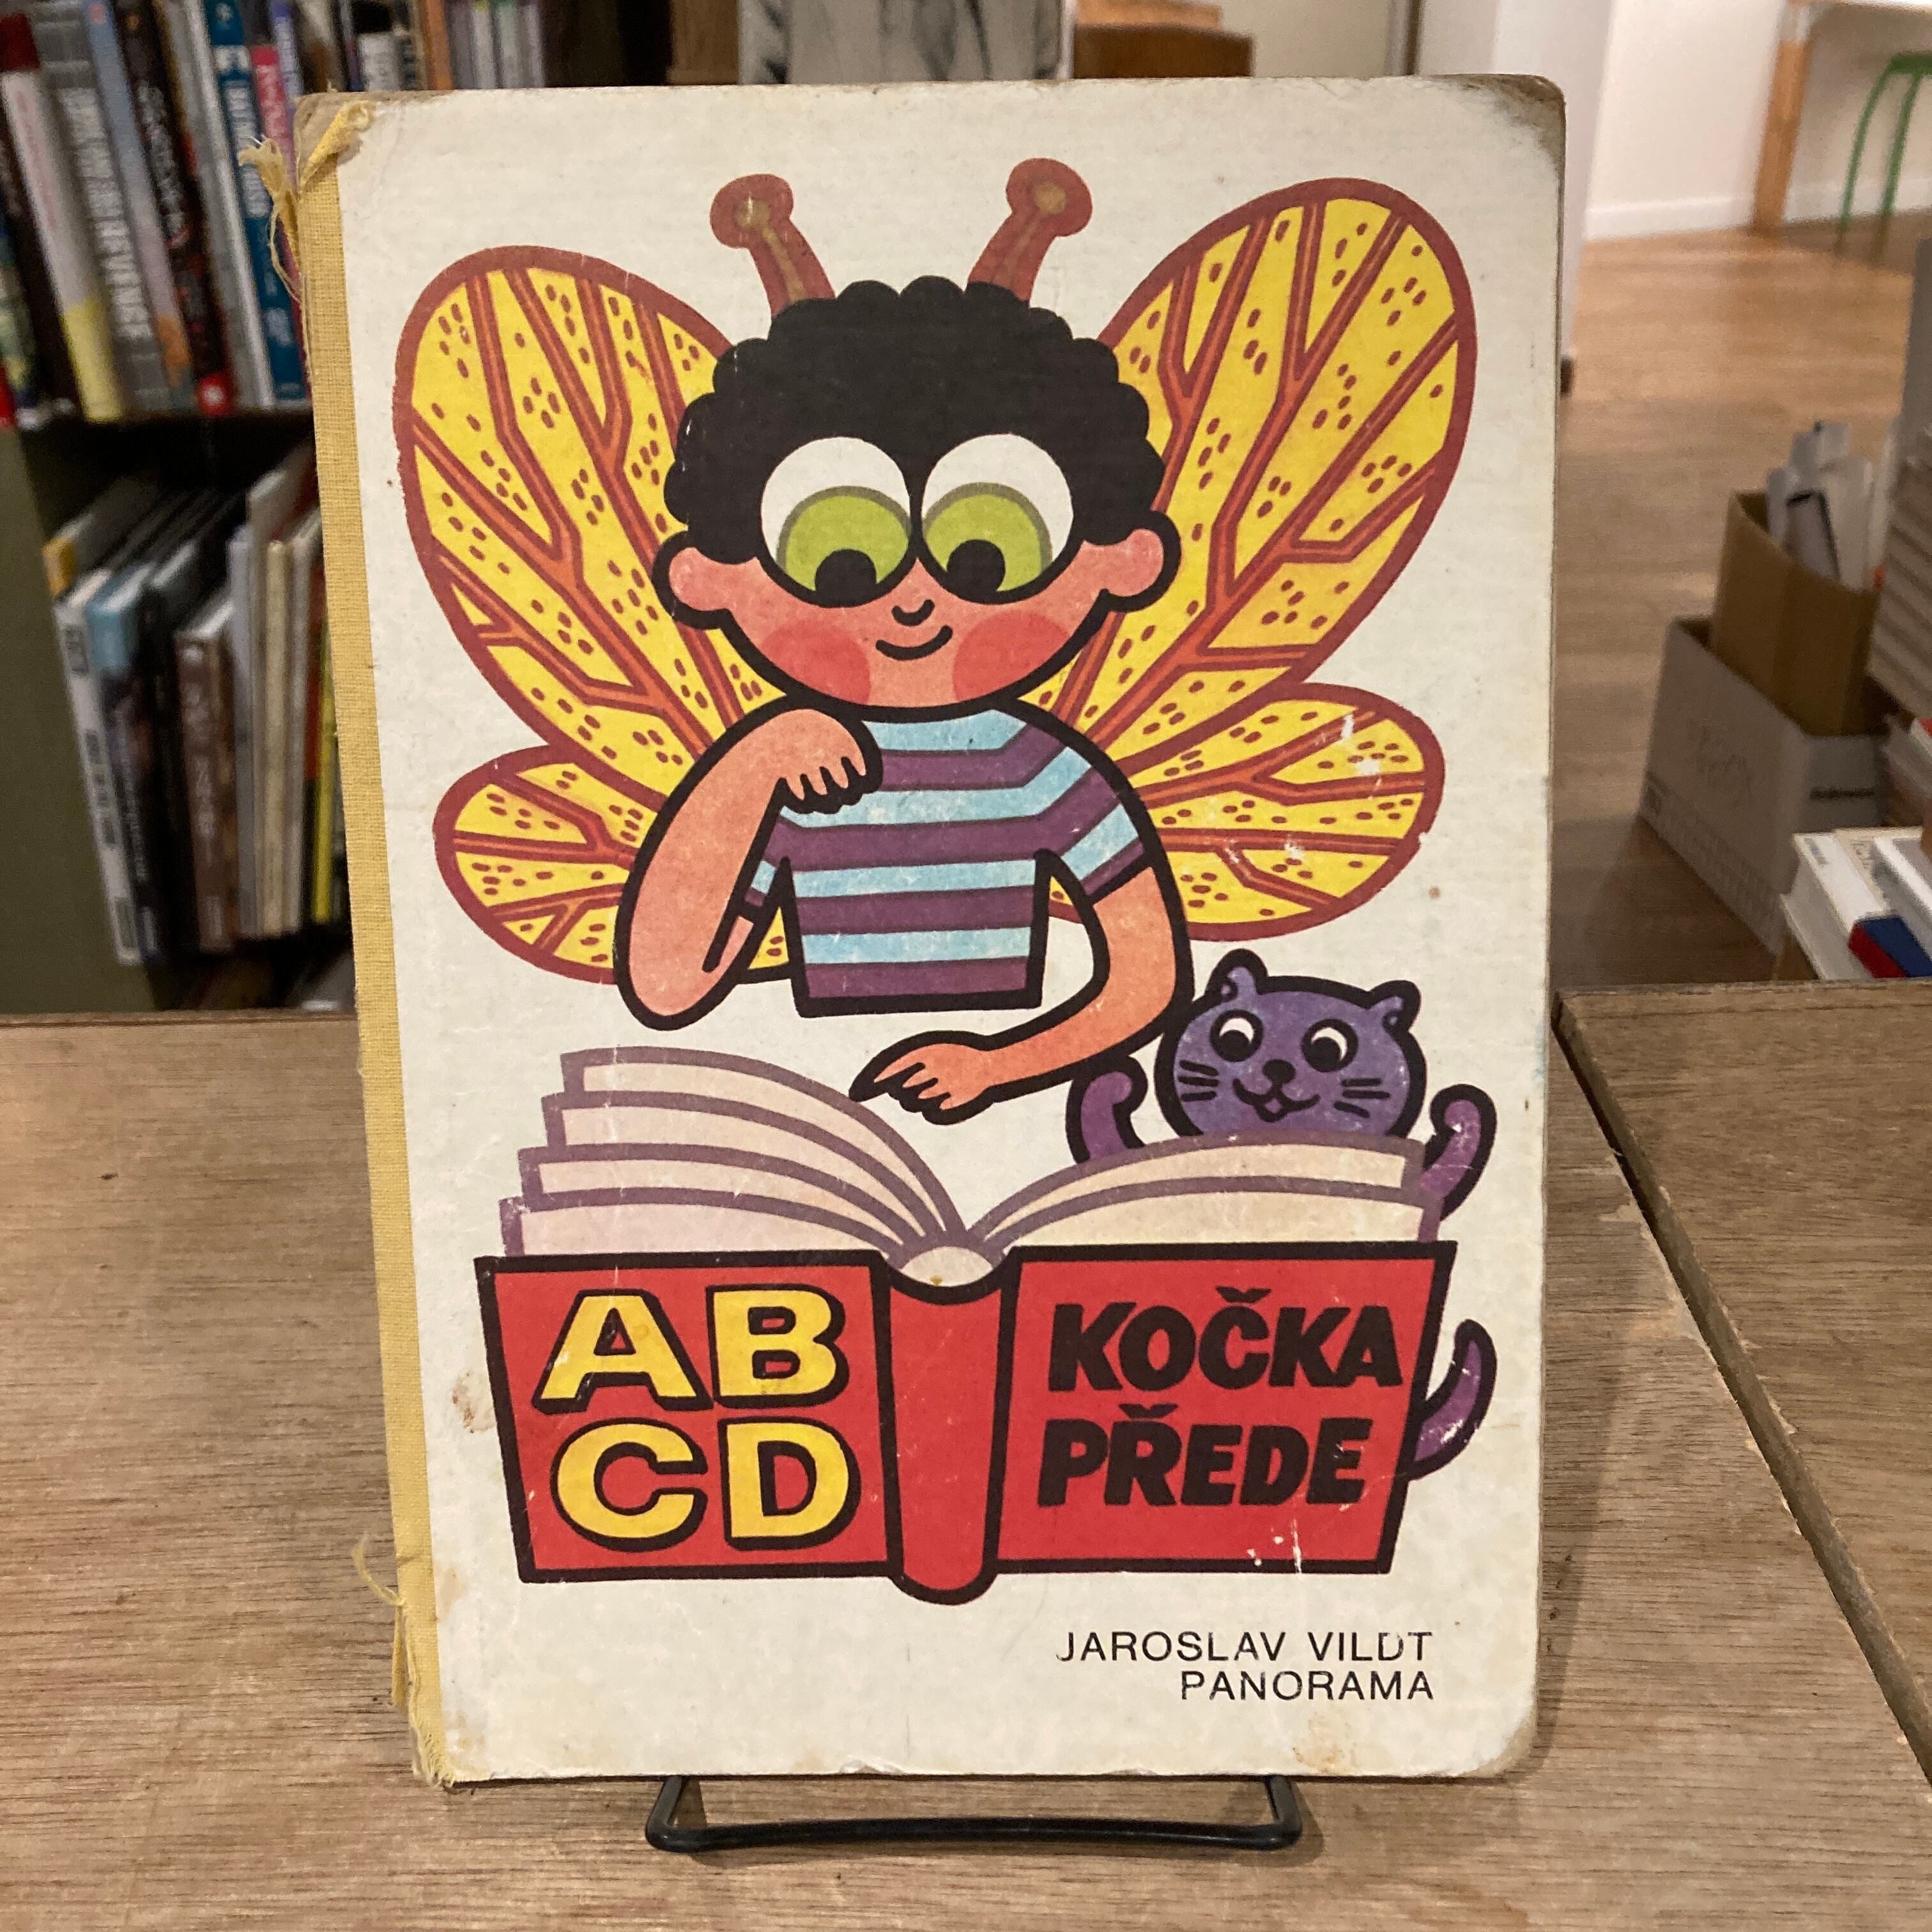 AB
CD
KOČKA
PŘEDE
JAROSLAV VILDT
PANORAMA